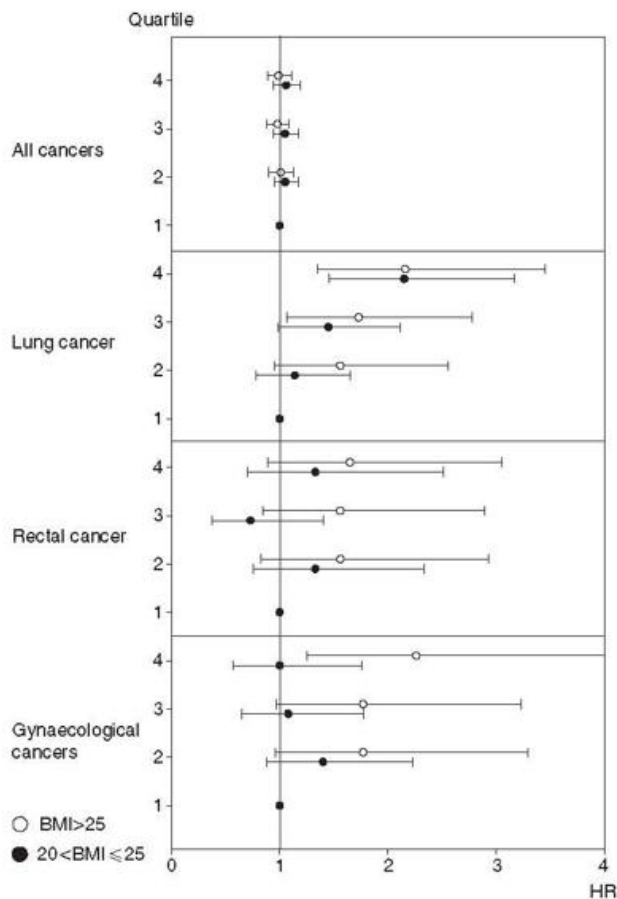 Quartile
4
3
All cancers
2
1
4
3
Lung cancer
2
1
4
3
Rectal cancer
2
1
4
3
Gynaecological
cancers
2
1
BMI>25
20<BMI⩽25
0 1 2 3 4
HR